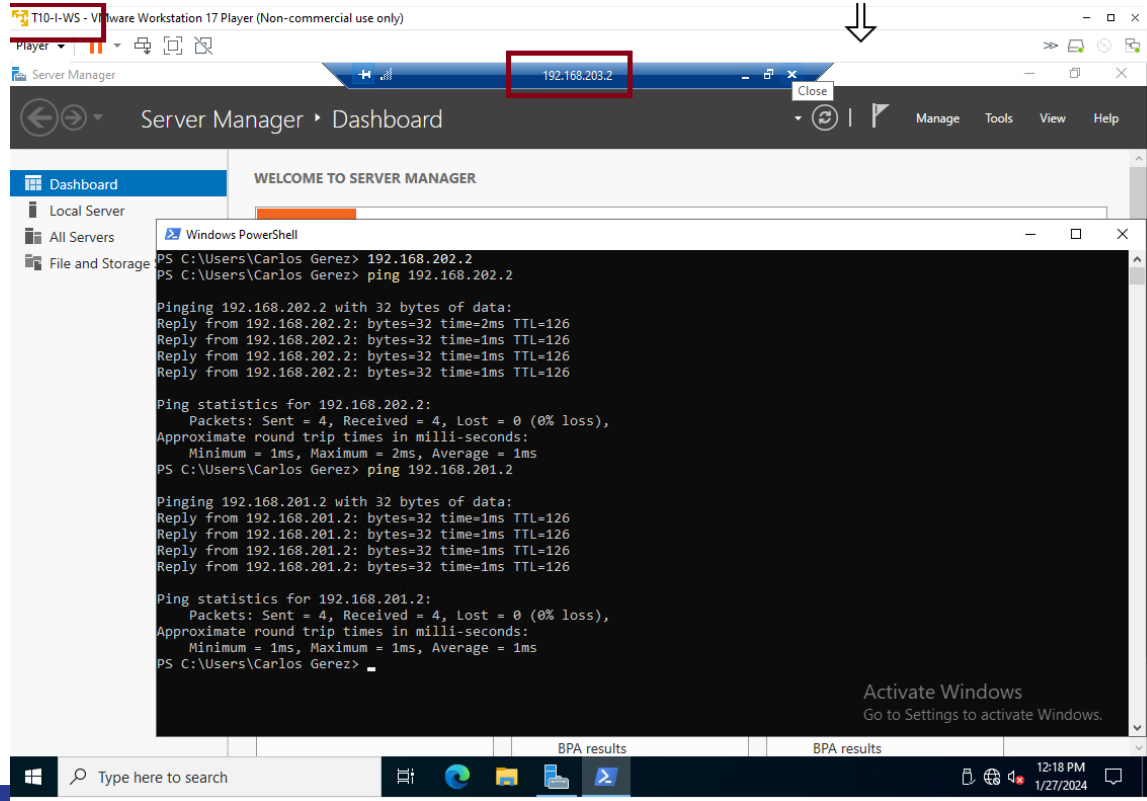 T10-I-WS - VMware Workstation 17 Player (Non-commercial use only)
Player
Server Manager
192.168.203.2
Close
Server Manager Dashboard
Manage Tools View Help
Dashboard
WELCOME TO SERVER MANAGER
Local Server
All Servers
File and Storage
Windows PowerShell
PS C:\Users\Carlos Gerez> 192.168.202.2
PS C:\Users\Carlos Gerez> ping 192.168.202.2
Pinging 192.168.202.2 with 32 bytes of data:
Reply from 192.168.202.2: bytes=32 time=2ms TTL=126
Reply from 192.168.202.2: bytes=32 time=1ms TTL=126
Reply from 192.168.202.2: bytes=32 time=1ms TTL=126
Reply from 192.168.202.2: bytes=32 time=1ms TTL=126
Ping statistics for 192.168.202.2:
Packets: Sent = 4, Received = 4, Lost = 0 (0% loss),
Approximate round trip times in milli-seconds:
Minimum = 1ms, Maximum = 2ms, Average = 1ms
PS C:\Users\Carlos Gerez> ping 192.168.201.2
Pinging 192.168.201.2 with 32 bytes of data:
Reply from 192.168.201.2: bytes=32 time=1ms TTL=126
Reply from 192.168.201.2: bytes=32 time=1ms TTL=126
Reply from 192.168.201.2: bytes=32 time=1ms TTL=126
Reply from 192.168.201.2: bytes=32 time=1ms TTL=126
Ping statistics for 192.168.201.2:
Packets: Sent = 4, Received = 4, Lost = 0 (0% loss),
Approximate round trip times in milli-seconds:
Minimum = 1ms, Maximum = 1ms, Average = 1ms
PS C:\Users\Carlos Gerez>
Activate Windows
Go to Settings to activate Windows.
BPA results
BPA results
Type here to search
12:18 PM
1/27/2024